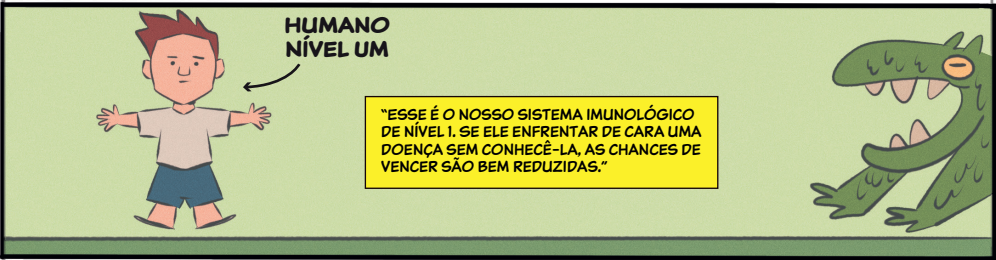 HUMANO
NÍVEL UM
"ESSE É O NOSSO SISTEMA IMUNOLÓGICO
DE NÍVEL 1. SE ELE ENFRENTAR DE CARA UMA
DOENÇA SEM CONHECÊ-LA, AS CHANCES DE
VENCER SÃO BEM REDUZIDAS."